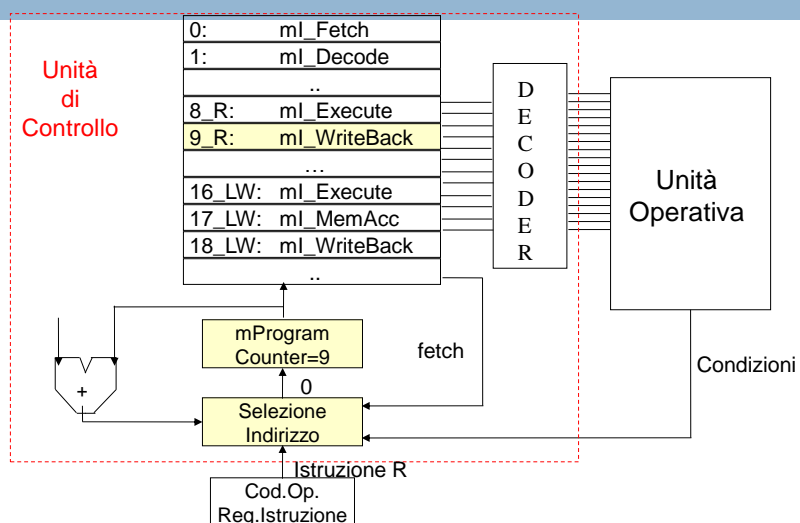 Unità
di
Controllo
0: mI_Fetch
1: mI_Decode
..
8_R: mI_Execute
9_R: mI_WriteBack
...
16_LW: mI_Execute
17_LW: mI_MemAcc
18_LW: mI_WriteBack
..
D
E
C
O
D
E
R
Unità
Operativa
mProgram
Counter=9
fetch
Condizioni
+
0
Selezione
Indirizzo
Istruzione R
Cod.Op.
Reg.Istruzione